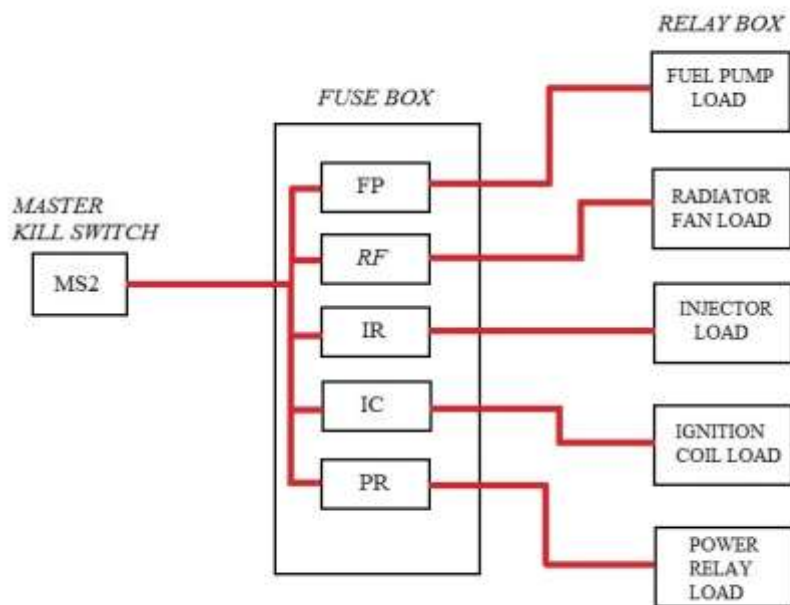 RELAY BOX
FUEL PUMP
LOAD
FUSE BOX
FP
RADIATOR
FAN LOAD
MASTER
KILL SWITCH
RF
MS2
INJECTOR
LOAD
IR
IC
IGNITION
COIL LOAD
PR
POWER
RELAY
LOAD